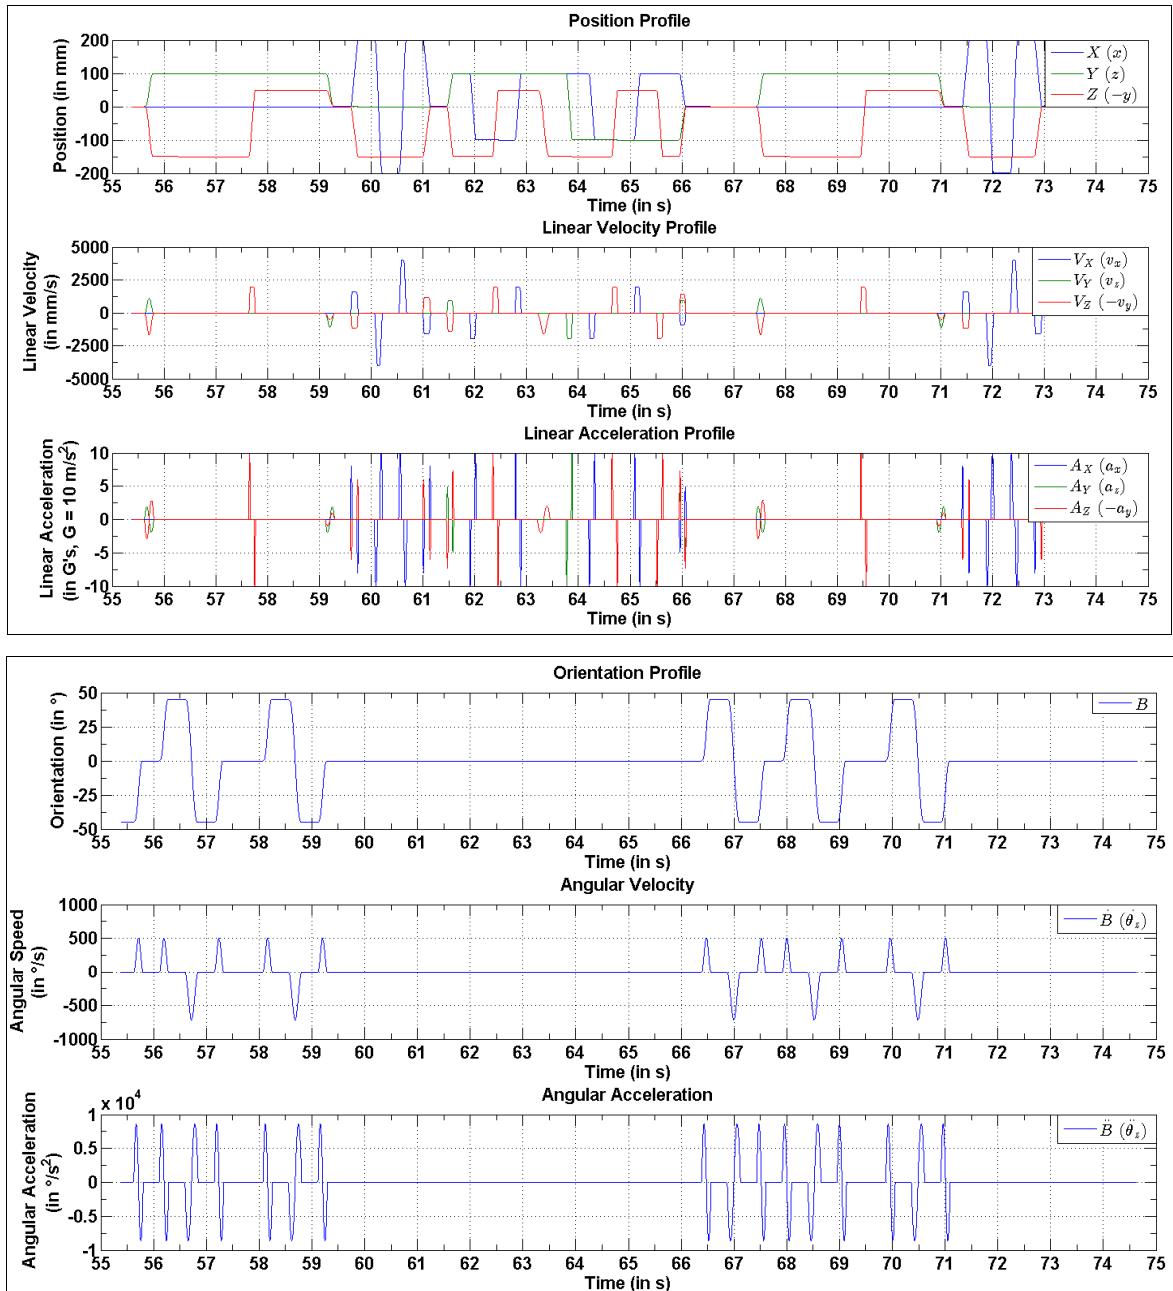 Position Profile
Position (in mm)
200
100
0
-100
-200
X (x)
Y (z)
Z (−y)
55 56 57 58 59 60 61 62 63 64 65 66 67 68 69 70 71 72 73 74 75
Time (in s)
Linear Velocity Profile
Linear Velocity
(in mm/s)
5000
2500
0
-2500
-5000
V_X (v_x)
V_Y (v_z)
V_Z (−v_y)
55 56 57 58 59 60 61 62 63 64 65 66 67 68 69 70 71 72 73 74 75
Time (in s)
Linear Acceleration Profile
Linear Acceleration
(in G's, G = 10 m/s²)
10
5
0
-5
-10
A_X (a_x)
A_Y (a_z)
A_Z (−a_y)
55 56 57 58 59 60 61 62 63 64 65 66 67 68 69 70 71 72 73 74 75
Time (in s)
Orientation Profile
Orientation (in °)
50
25
0
-25
-50
B
55 56 57 58 59 60 61 62 63 64 65 66 67 68 69 70 71 72 73 74 75
Time (in s)
Angular Velocity
Angular Speed
(in °/s)
1000
500
0
-500
-1000
Ḃ (θ̇_z)
55 56 57 58 59 60 61 62 63 64 65 66 67 68 69 70 71 72 73 74 75
Time (in s)
Angular Acceleration
x 10⁴
Angular Acceleration
(in °/s²)
1
0.5
0
-0.5
-1
B̈ (θ̈_z)
55 56 57 58 59 60 61 62 63 64 65 66 67 68 69 70 71 72 73 74 75
Time (in s)